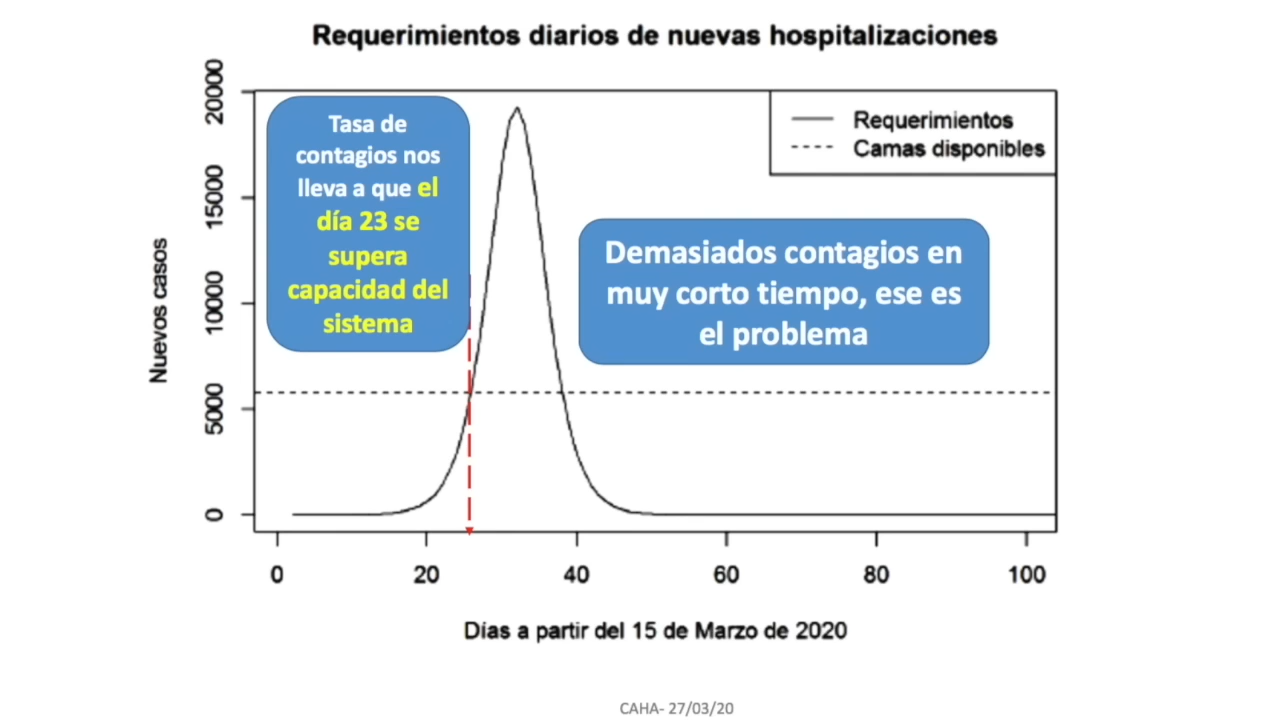 Requerimientos diarios de nuevas hospitalizaciones
Tasa de
contagios nos
lleva a que el
día 23 se
supera
capacidad del
sistema
Requerimientos
Camas disponibles
Demasiados contagios en
muy corto tiempo, ese es
el problema
Nuevos casos
20000
15000
10000
5000
0
0 20 40 60 80 100
Días a partir del 15 de Marzo de 2020
CAHA- 27/03/20